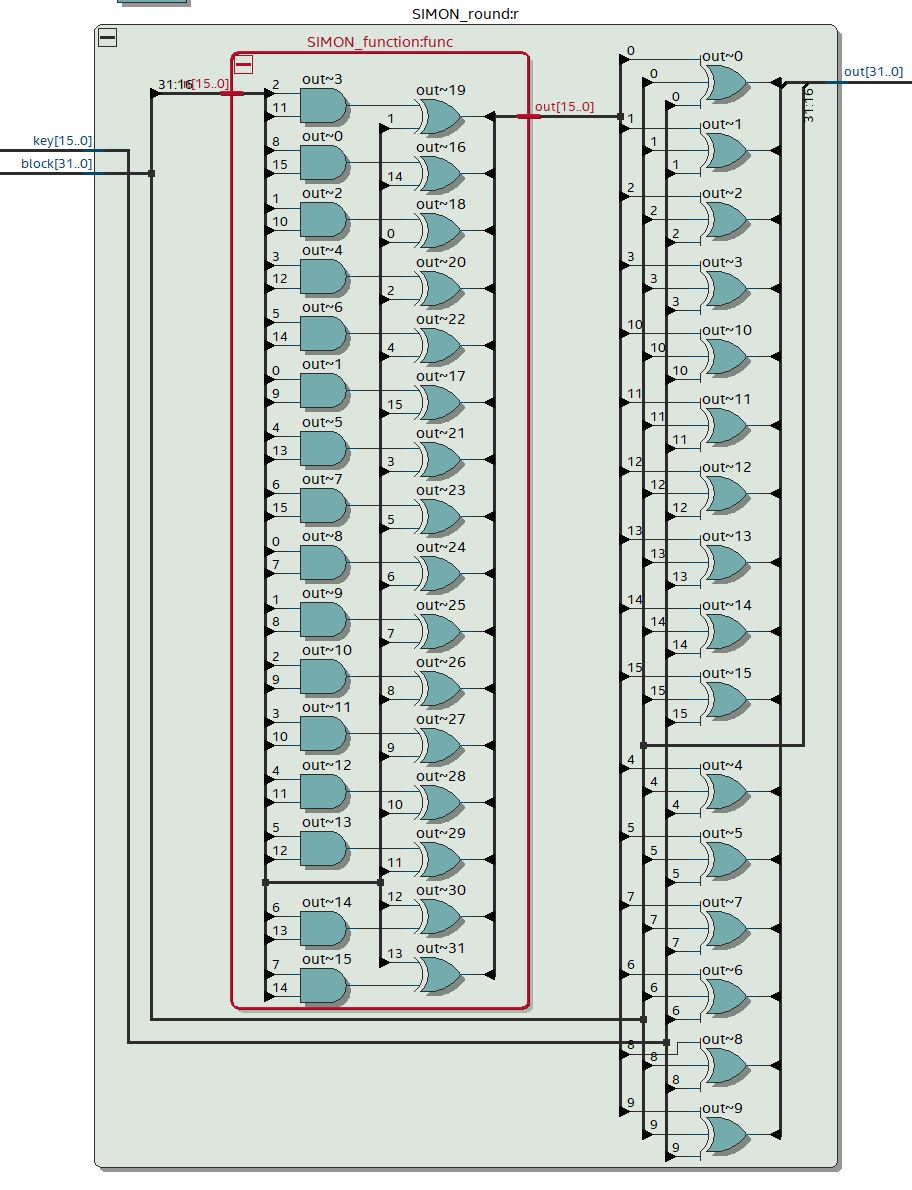 SIMON_round:r
SIMON_function:func
31:16
in[15..0]
key[15..0]
block[31..0]
2
11
out~3
8
15
out~0
1
10
out~2
3
12
out~4
5
14
out~6
0
9
out~1
4
13
out~5
6
15
out~7
0
7
out~8
1
8
out~9
2
9
out~10
3
10
out~11
4
11
out~12
5
12
out~13
6
13
out~14
7
14
out~15
1
out~19
14
out~16
0
out~18
2
out~20
4
out~22
15
out~17
3
out~21
5
out~23
6
out~24
7
out~25
8
out~26
9
out~27
10
out~28
11
out~29
12
out~30
13
out~31
out[15..0]
0
0
0
out~0
1
1
1
out~1
2
2
2
out~2
3
3
3
out~3
10
10
10
out~10
11
11
11
out~11
12
12
12
out~12
13
13
13
out~13
14
14
14
out~14
15
15
15
out~15
4
4
4
out~4
5
5
5
out~5
7
7
7
out~7
6
6
6
out~6
8
8
8
out~8
9
9
9
out~9
31:16
out[31..0]